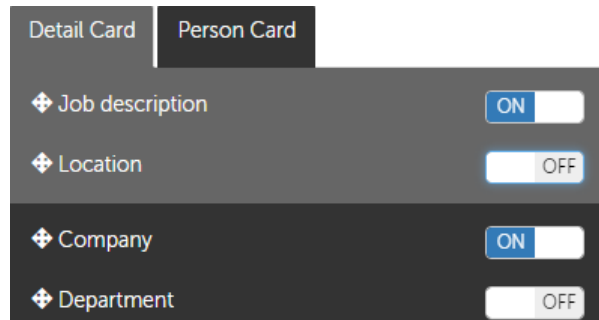 Detail Card Person Card
Job description ON
Location OFF
Company ON
Department OFF